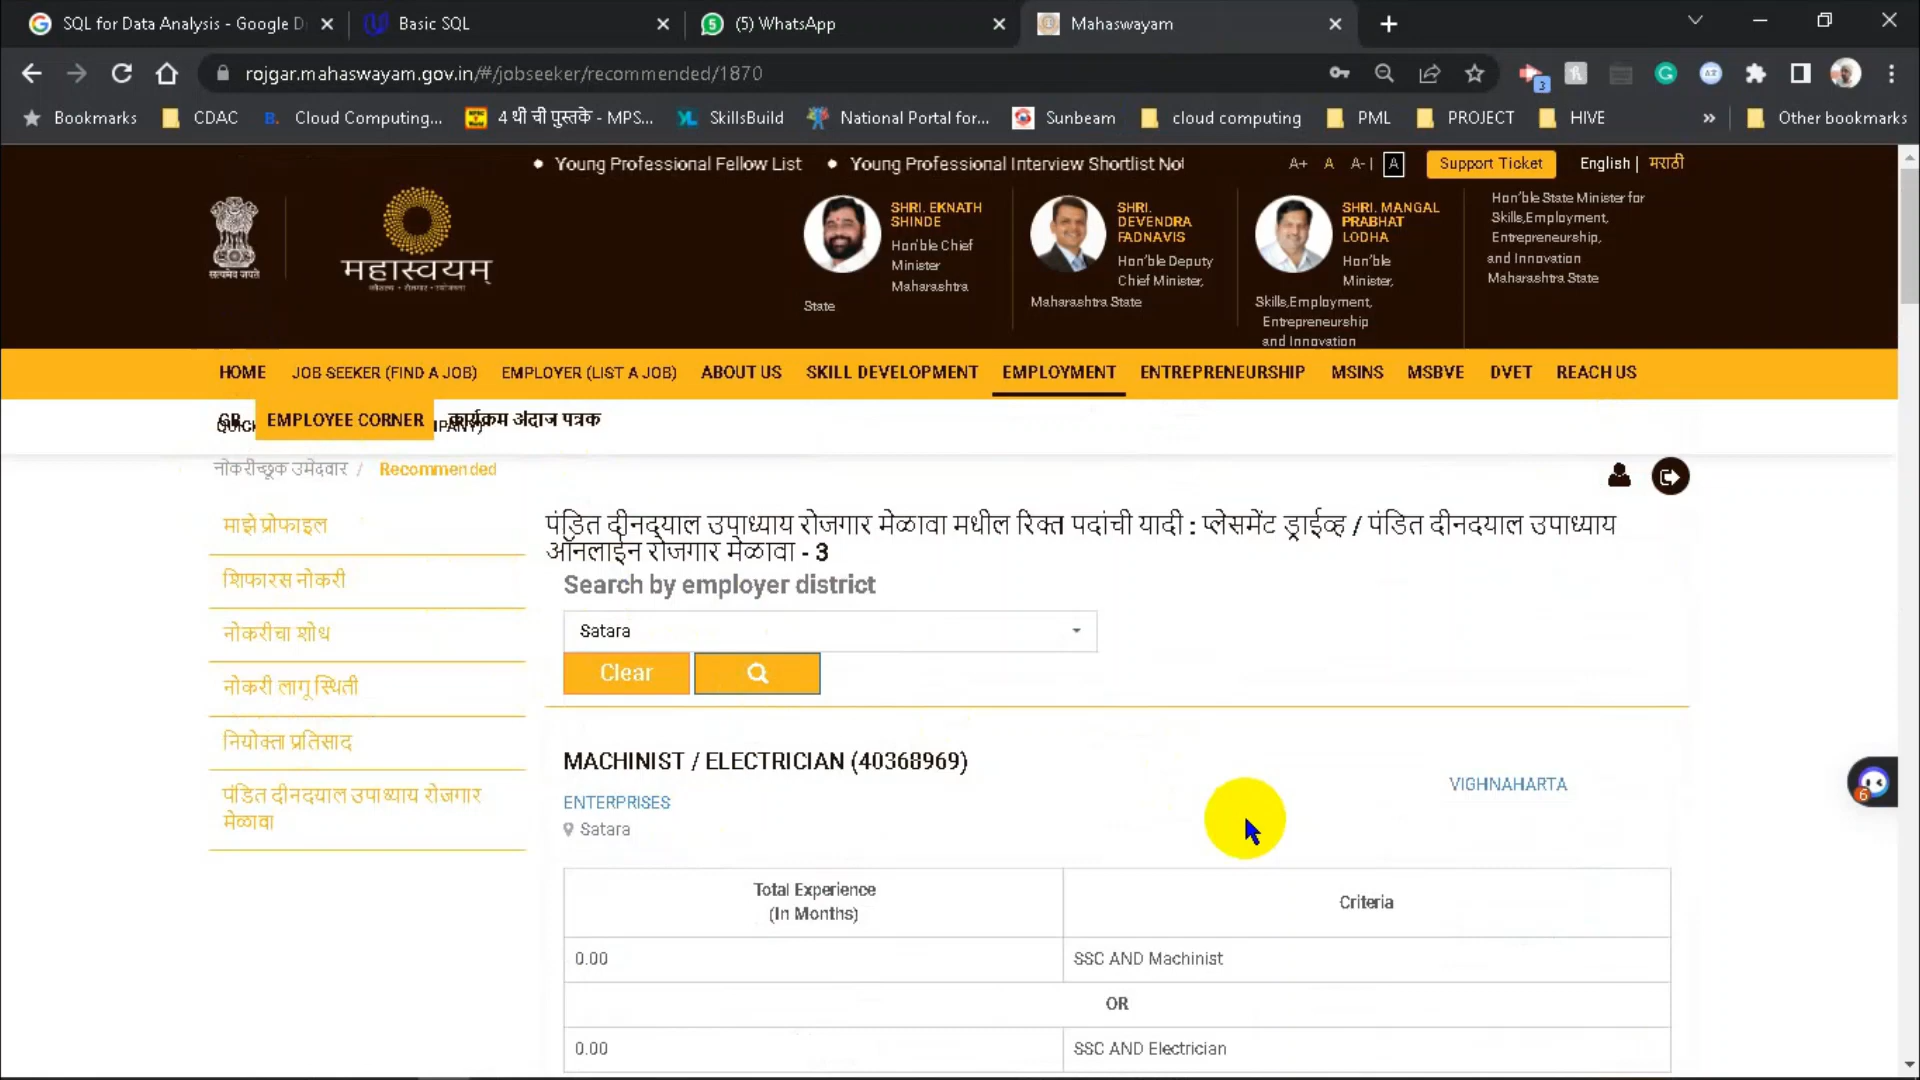 SQL for Data Analysis - Google D
Basic SQL
(5) WhatsApp
Mahaswayam
rojgar.mahaswayam.gov.in/#/jobseeker/recommended/1870
Bookmarks
CDAC
Cloud Computing...
4 थी ची पुस्तके - MPS...
SkillsBuild
National Portal for...
Sunbeam
cloud computing
PML
PROJECT
HIVE
Other bookmarks
Young Professional Fellow List
Young Professional Interview Shortlist Not
A+ A A- | A
Support Ticket
English | मराठी
सत्यमेव जयते
महास्वयम्
SHRI. EKNATH SHINDE
Hon'ble Chief
Minister
Maharashtra
State
SHRI. DEVENDRA FADNAVIS
Hon'ble Deputy
Chief Minister,
Maharashtra State
SHRI. MANGAL PRABHAT LODHA
Hon'ble
Minister,
Skills,Employment,
Entrepreneurship
and Innovation
Hon'ble State Minister for
Skills,Employment,
Entrepreneurship,
and Innovation
Maharashtra State
HOME
JOB SEEKER (FIND A JOB)
EMPLOYER (LIST A JOB)
ABOUT US
SKILL DEVELOPMENT
EMPLOYMENT
ENTREPRENEURSHIP
MSINS
MSBVE
DVET
REACH US
GR
EMPLOYEE CORNER
कार्यक्रम अंदाज पत्रक
नोकरीच्छूक उमेदवार / Recommended
माझे प्रोफाइल
शिफारस नोकरी
नोकरीचा शोध
नोकरी लागू स्थिती
नियोक्ता प्रतिसाद
पंडित दीनदयाल उपाध्याय रोजगार
मेळावा
पंडित दीनदयाल उपाध्याय रोजगार मेळावा मधील रिक्त पदांची यादी : प्लेसमेंट ड्राईव्ह / पंडित दीनदयाल उपाध्याय
ऑनलाईन रोजगार मेळावा - 3
Search by employer district
Satara
Clear
MACHINIST / ELECTRICIAN (40368969)
VIGHNAHARTA
ENTERPRISES
Satara
Total Experience
(In Months)
Criteria
0.00
SSC AND Machinist
OR
0.00
SSC AND Electrician
3
6